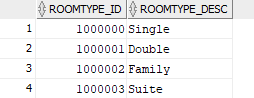 ROOMTYPE_ID ROOMTYPE_DESC
1 1000000 Single
2 1000001 Double
3 1000002 Family
4 1000003 Suite